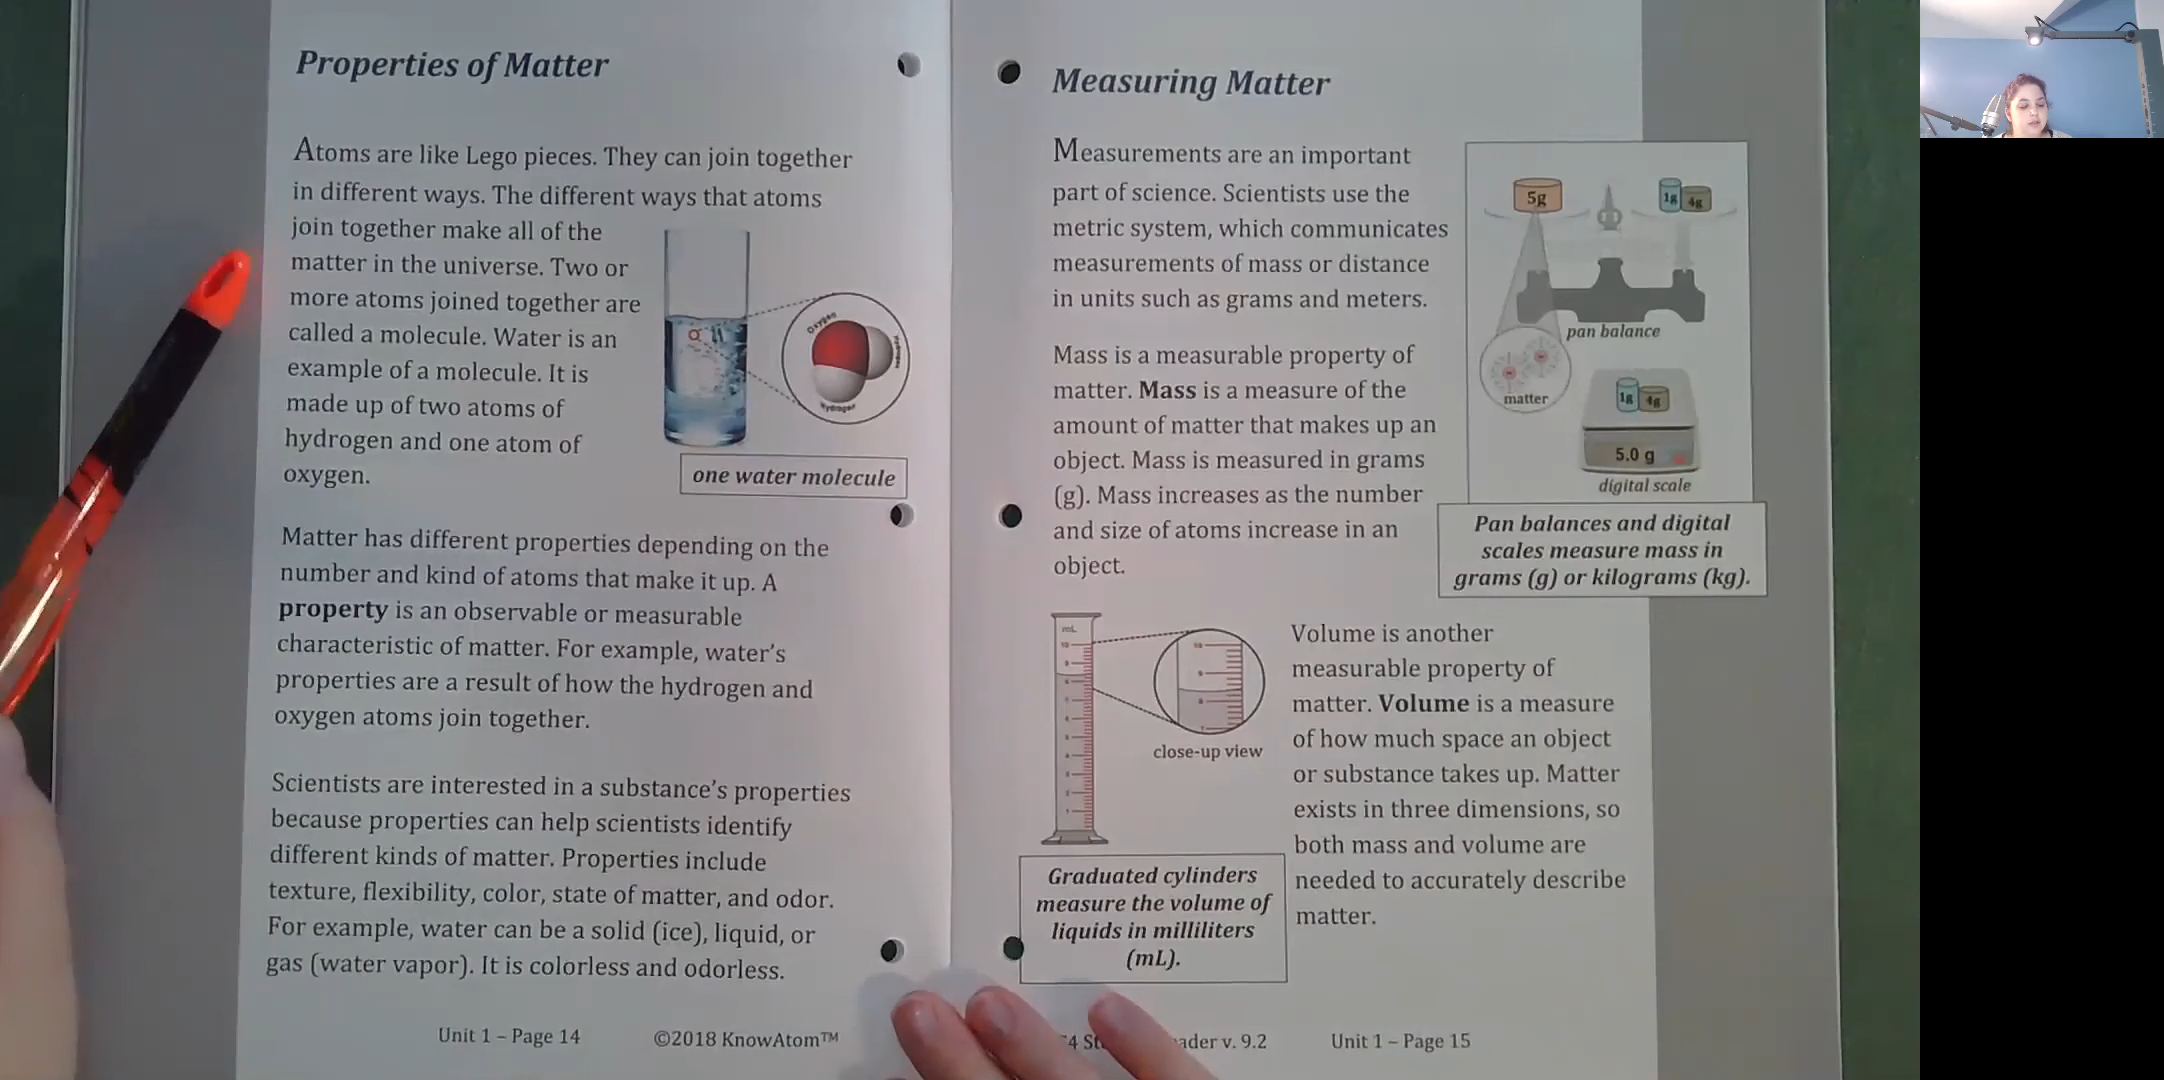 Properties of Matter
Atoms are like Lego pieces. They can join together
in different ways. The different ways that atoms
join together make all of the
matter in the universe. Two or
more atoms joined together are
called a molecule. Water is an
example of a molecule. It is
made up of two atoms of
hydrogen and one atom of
oxygen.
Oxygen
Hydrogen
Hydrogen
one water molecule
Matter has different properties depending on the
number and kind of atoms that make it up. A
property is an observable or measurable
characteristic of matter. For example, water's
properties are a result of how the hydrogen and
oxygen atoms join together.
Scientists are interested in a substance's properties
because properties can help scientists identify
different kinds of matter. Properties include
texture, flexibility, color, state of matter, and odor.
For example, water can be a solid (ice), liquid, or
gas (water vapor). It is colorless and odorless.
Unit 1 – Page 14
©2018 KnowAtom™
Measuring Matter
Measurements are an important
part of science. Scientists use the
metric system, which communicates
measurements of mass or distance
in units such as grams and meters.
Mass is a measurable property of
matter. Mass is a measure of the
amount of matter that makes up an
object. Mass is measured in grams
(g). Mass increases as the number
and size of atoms increase in an
object.
5g
1g
4g
pan balance
matter
1g
4g
5.0 g
digital scale
Pan balances and digital
scales measure mass in
grams (g) or kilograms (kg).
mL
close-up view
Graduated cylinders
measure the volume of
liquids in milliliters
(mL).
Volume is another
measurable property of
matter. Volume is a measure
of how much space an object
or substance takes up. Matter
exists in three dimensions, so
both mass and volume are
needed to accurately describe
matter.
v. 9.2
Unit 1 – Page 15